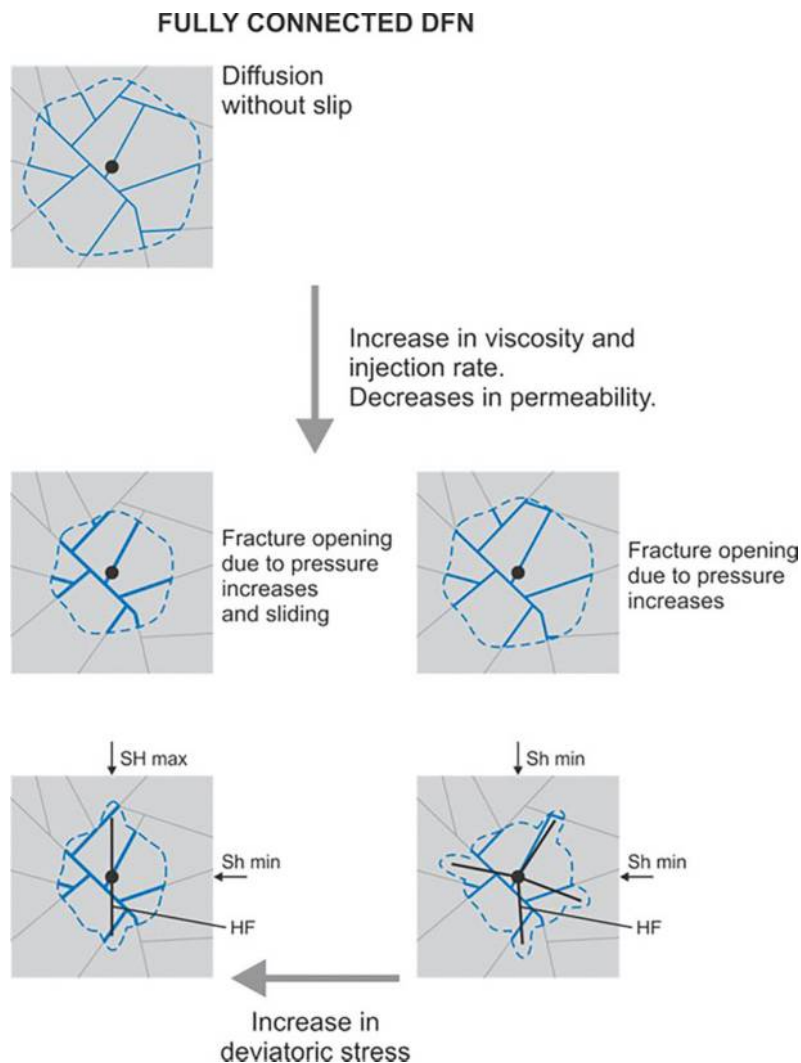 FULLY CONNECTED DFN
Diffusion
without slip
Increase in viscosity and
injection rate.
Decreases in permeability.
Fracture opening
due to pressure
increases
and sliding
Fracture opening
due to pressure
increases
SH max
Sh min
HF
Sh min
Sh min
HF
Increase in
deviatoric stress